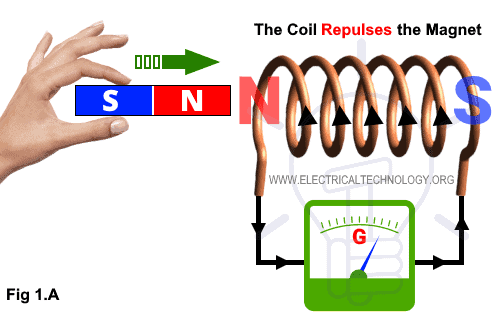 The Coil Repulses the Magnet
S N
N S
WWW.ELECTRICALTECHNOLOGY.ORG
G
Fig 1.A